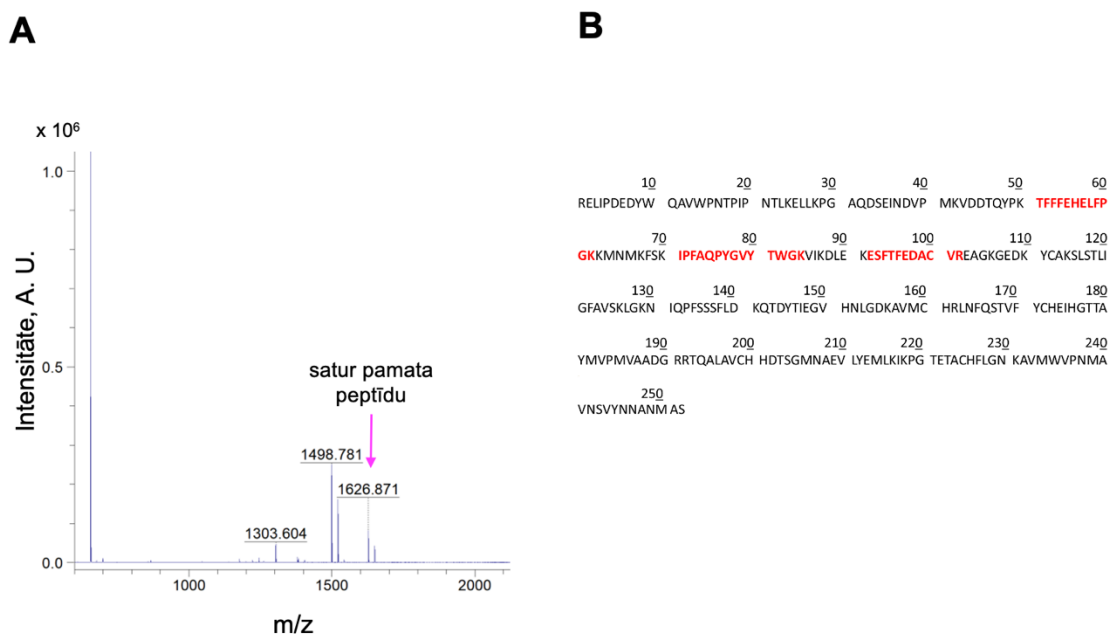 A
B
x 10⁶
1.0
0.5
0.0
Intensitāte, A. U.
satur pamata
peptīdu
1498.781
1626.871
1303.604
1000 1500 2000
m/z
10 20 30 40 50 60
RELIPDEDYW QAVWPNTPIP NTLKELLKPG AQDSEINDVP MKVDDTQYPK TFFFEHELFP
70 80 90 100 110 120
GKKMNMKFSK IPFAQPYGVY TWGKVIKDLE KESFTFEDAC VREAGKGEDK YCAKSLSTLI
130 140 150 160 170 180
GFAVSKLGKN IQPFSSSFLD KQTDYTIEGV HNLGDKAVMC HRLNFQSTVF YCHEIHGTTA
190 200 210 220 230 240
YMVPMVAADG RRTQALAVCH HDTSGMNAEV LYEMLKIKPG TETACHFLGN KAVMWVPNMA
250
VNSVYNNANM AS